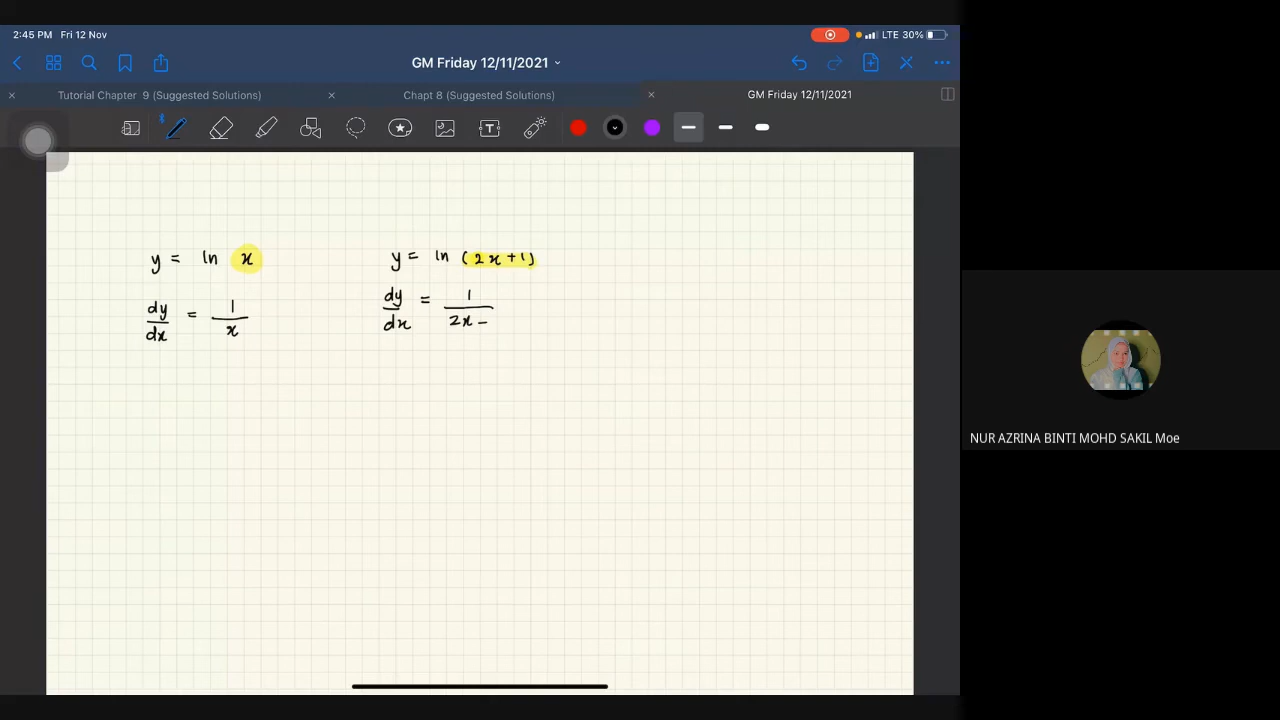 2:45 PM Fri 12 Nov
LTE 30%
GM Friday 12/11/2021
Tutorial Chapter 9 (Suggested Solutions)
Chapt 8 (Suggested Solutions)
GM Friday 12/11/2021
y = ln x
dy/dx = 1/x
y = ln (2x+1)
dy/dx = 1/2x –
NUR AZRINA BINTI MOHD SAKIL Moe